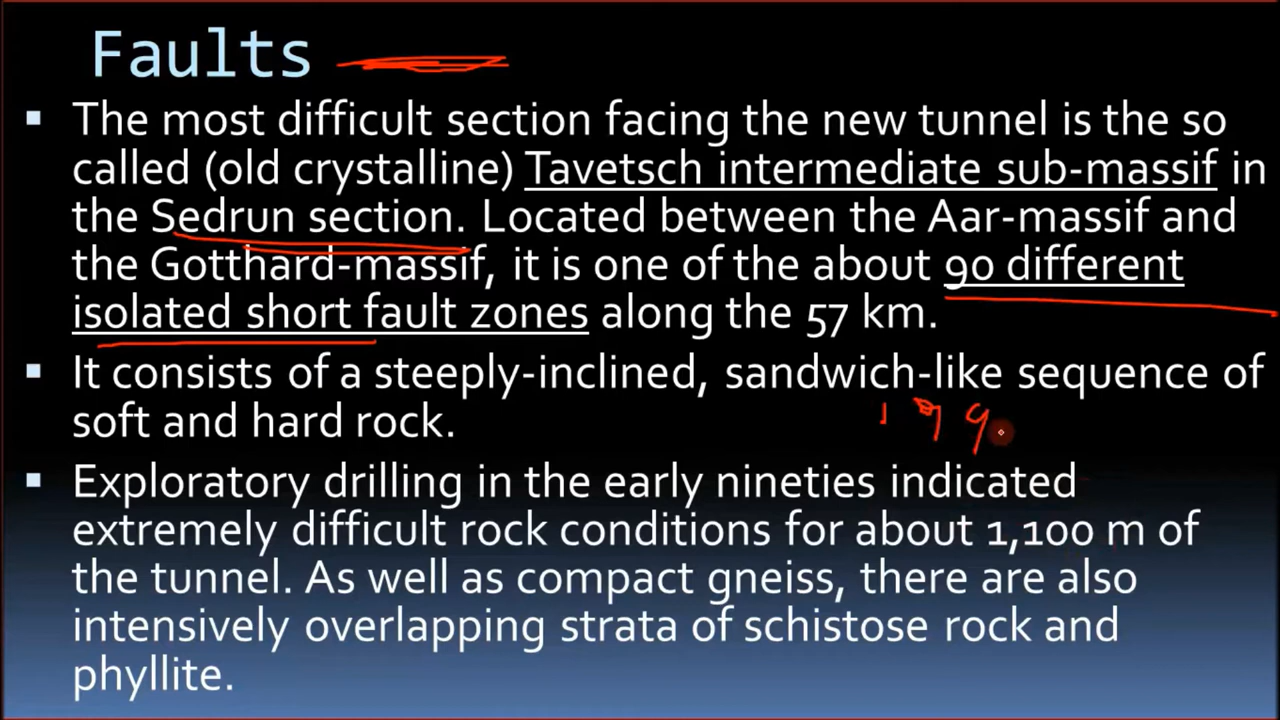 Faults
The most difficult section facing the new tunnel is the so
called (old crystalline) Tavetsch intermediate sub-massif in
the Sedrun section. Located between the Aar-massif and
the Gotthard-massif, it is one of the about 90 different
isolated short fault zones along the 57 km.
It consists of a steeply-inclined, sandwich-like sequence of
soft and hard rock.
199
Exploratory drilling in the early nineties indicated
extremely difficult rock conditions for about 1,100 m of
the tunnel. As well as compact gneiss, there are also
intensively overlapping strata of schistose rock and
phyllite.